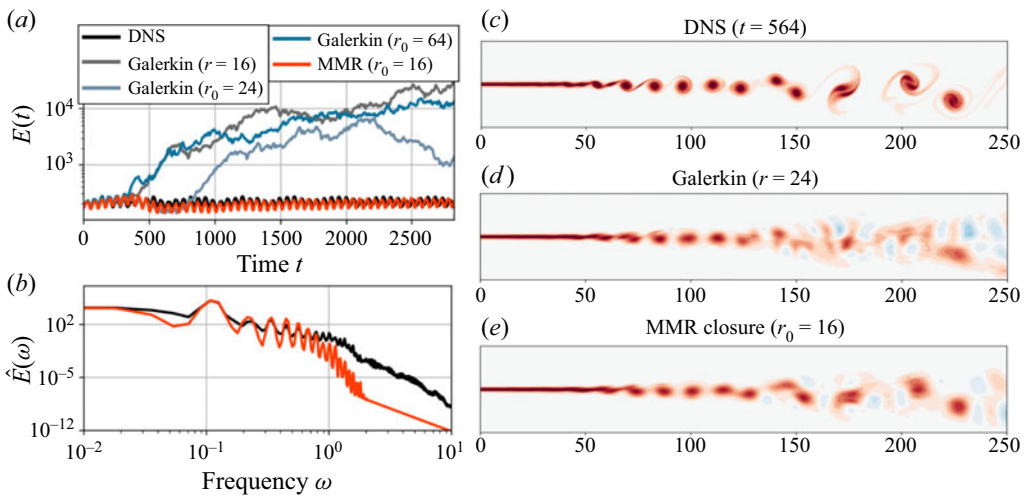 (a)
DNS
Galerkin (r = 16)
Galerkin (r0 = 24)
Galerkin (r0 = 64)
MMR (r0 = 16)
E(t)
10^4
10^3
0 500 1000 1500 2000 2500
Time t
(b)
Ê(ω)
10^2
10^−5
10^−12
10^−2 10^−1 10^0 10^1
Frequency ω
(c)
DNS (t = 564)
0 50 100 150 200 250
(d)
Galerkin (r = 24)
0 50 100 150 200 250
(e)
MMR closure (r0 = 16)
0 50 100 150 200 250